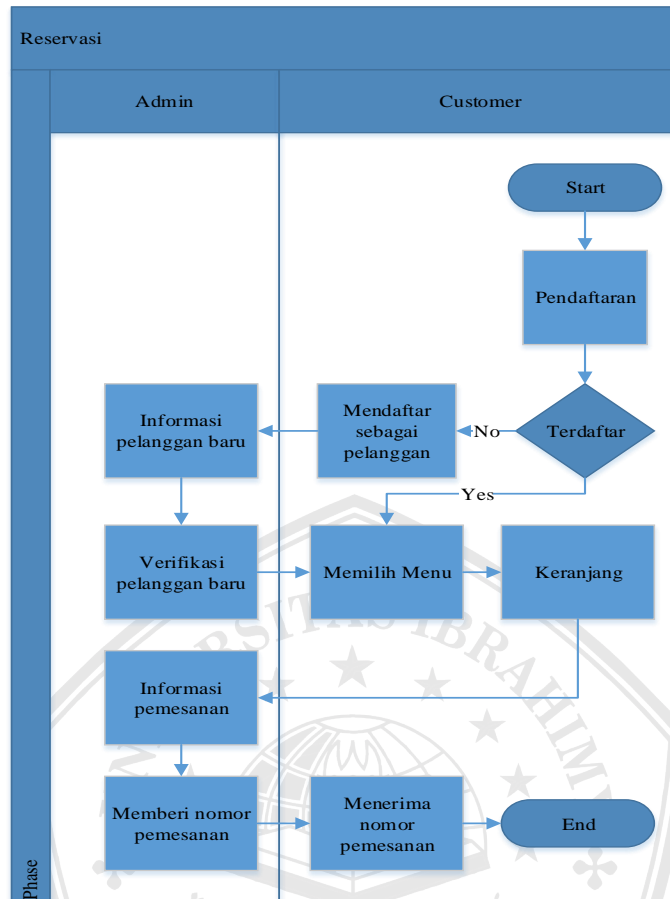 Reservasi
Admin
Customer
Start
Pendaftaran
Terdaftar
No
Mendaftar
sebagai
pelanggan
Informasi
pelanggan baru
Yes
Verifikasi
pelanggan baru
Memilih Menu
Keranjang
Informasi
pemesanan
Memberi nomor
pemesanan
Menerima
nomor
pemesanan
End
Phase